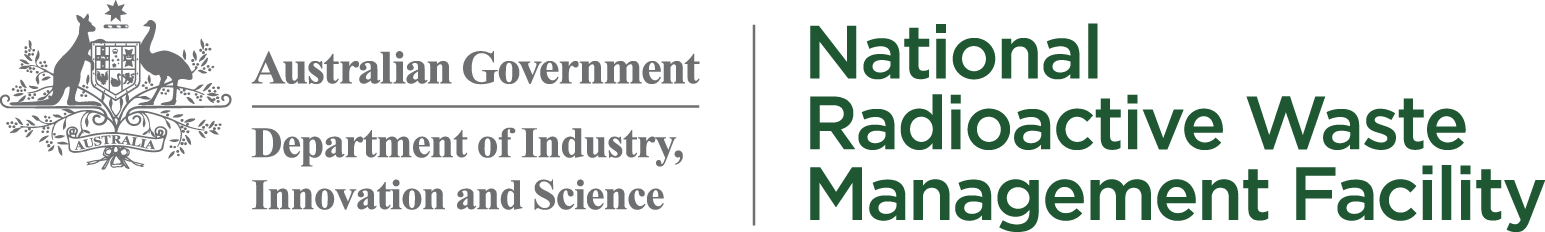 Australian Government
Department of Industry,
Innovation and Science
AUSTRALIA
National
Radioactive Waste
Management Facility